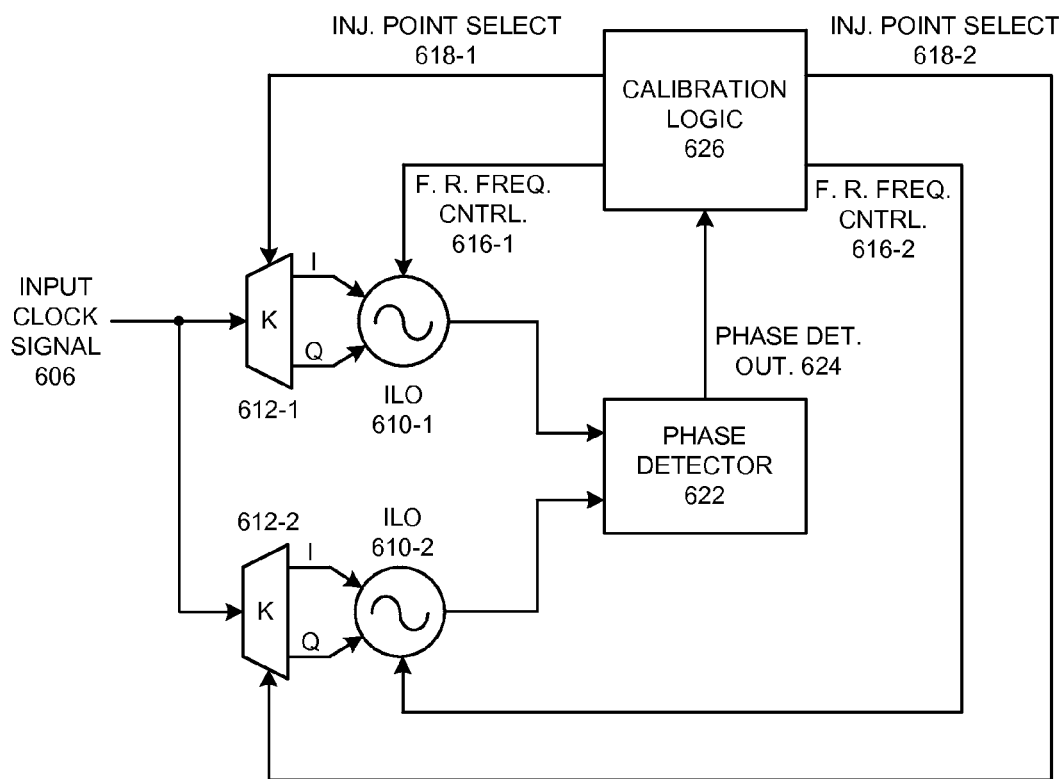 INJ. POINT SELECT
618-1
INJ. POINT SELECT
618-2
CALIBRATION
LOGIC
626
F. R. FREQ.
CNTRL.
616-1
F. R. FREQ.
CNTRL.
616-2
INPUT
CLOCK
SIGNAL
606
K
I
Q
612-1
ILO
610-1
PHASE DET.
OUT. 624
PHASE
DETECTOR
622
612-2
ILO
610-2
K
I
Q